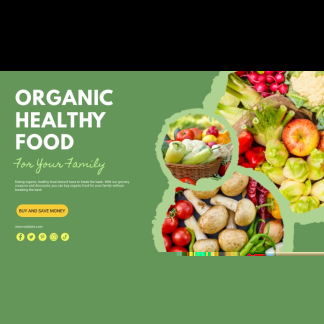 ORGANIC
HEALTHY
FOOD
For Your Family
Eating organic, healthy food doesn't have to break the bank. With our grocery
coupons and discounts, you can buy organic food for your family without
breaking the bank.
BUY AND SAVE MONEY